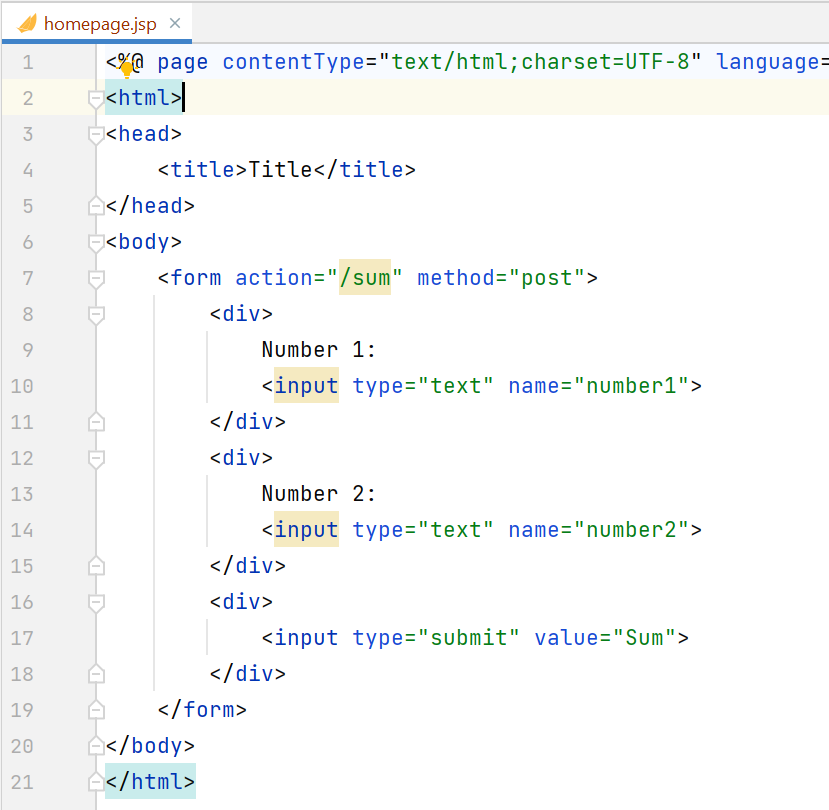 homepage.jsp
1 <%@ page contentType="text/html;charset=UTF-8" language=
2 <html>
3 <head>
4     <title>Title</title>
5 </head>
6 <body>
7     <form action="/sum" method="post">
8         <div>
9             Number 1:
10             <input type="text" name="number1">
11         </div>
12         <div>
13             Number 2:
14             <input type="text" name="number2">
15         </div>
16         <div>
17             <input type="submit" value="Sum">
18         </div>
19     </form>
20 </body>
21 </html>